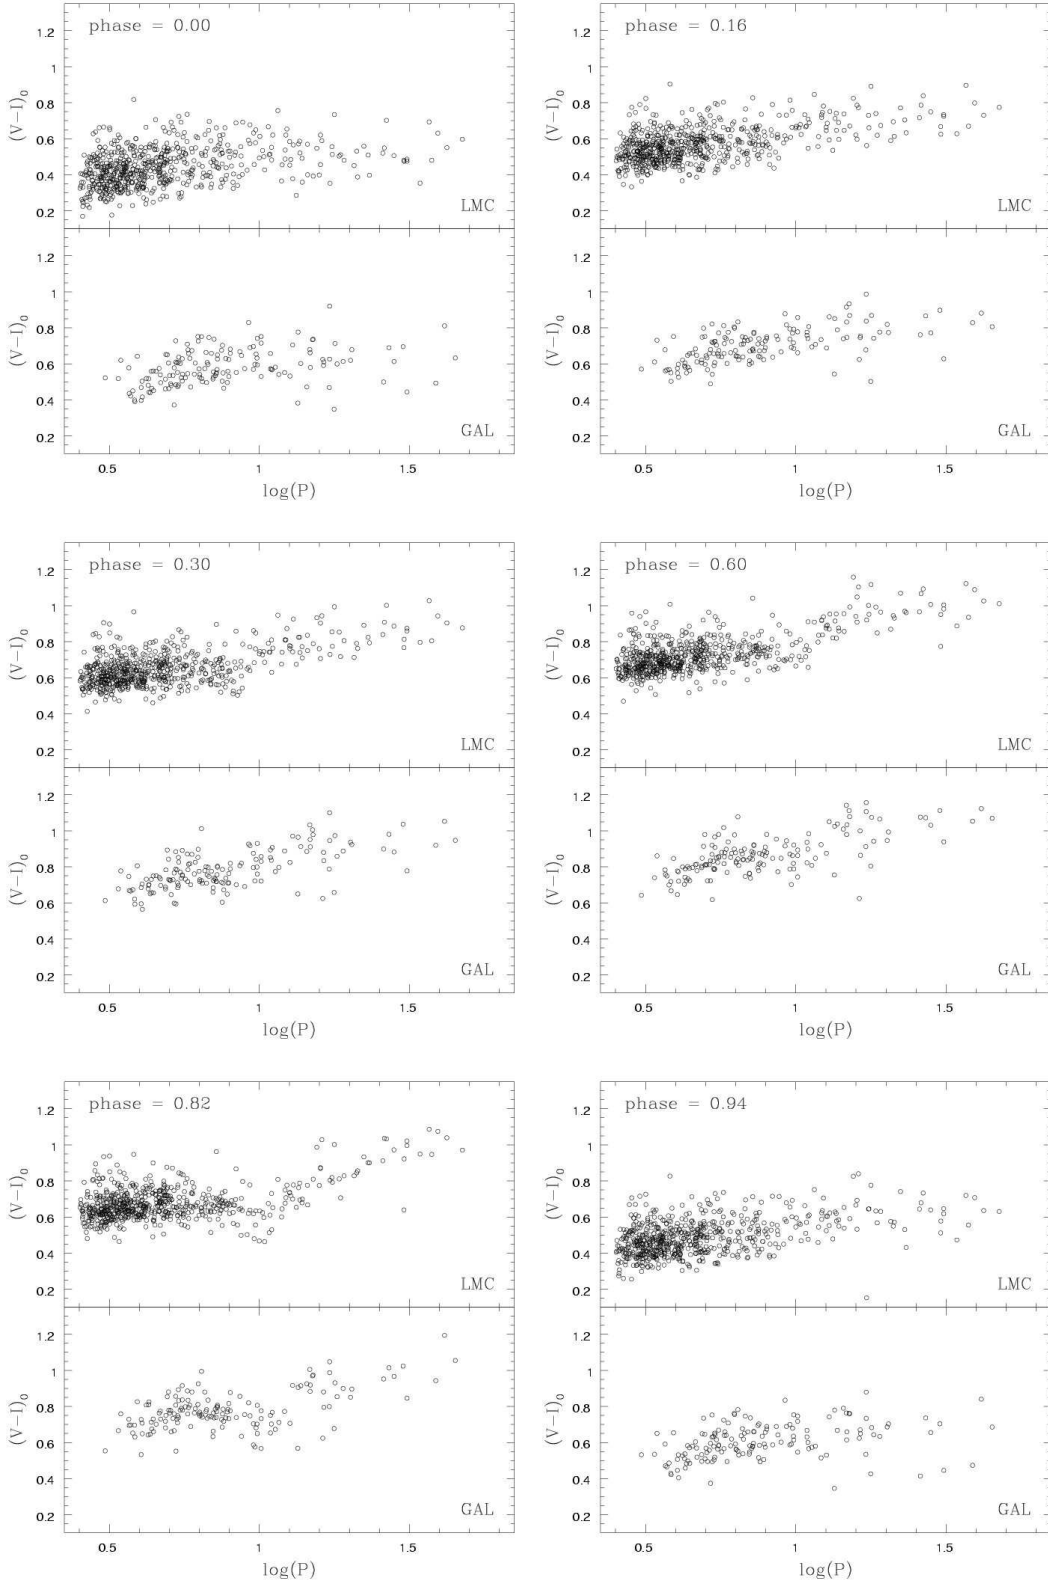 phase = 0.00
1.2
1
0.8
0.6
0.4
0.2
(V−I)₀
LMC
1.2
1
0.8
0.6
0.4
0.2
(V−I)₀
GAL
0.5 1 1.5
log(P)
phase = 0.16
1.2
1
0.8
0.6
0.4
0.2
(V−I)₀
LMC
1.2
1
0.8
0.6
0.4
0.2
(V−I)₀
GAL
0.5 1 1.5
log(P)
phase = 0.30
1.2
1
0.8
0.6
0.4
0.2
(V−I)₀
LMC
1.2
1
0.8
0.6
0.4
0.2
(V−I)₀
GAL
0.5 1 1.5
log(P)
phase = 0.60
1.2
1
0.8
0.6
0.4
0.2
(V−I)₀
LMC
1.2
1
0.8
0.6
0.4
0.2
(V−I)₀
GAL
0.5 1 1.5
log(P)
phase = 0.82
1.2
1
0.8
0.6
0.4
0.2
(V−I)₀
LMC
1.2
1
0.8
0.6
0.4
0.2
(V−I)₀
GAL
0.5 1 1.5
log(P)
phase = 0.94
1.2
1
0.8
0.6
0.4
0.2
(V−I)₀
LMC
1.2
1
0.8
0.6
0.4
0.2
(V−I)₀
GAL
0.5 1 1.5
log(P)